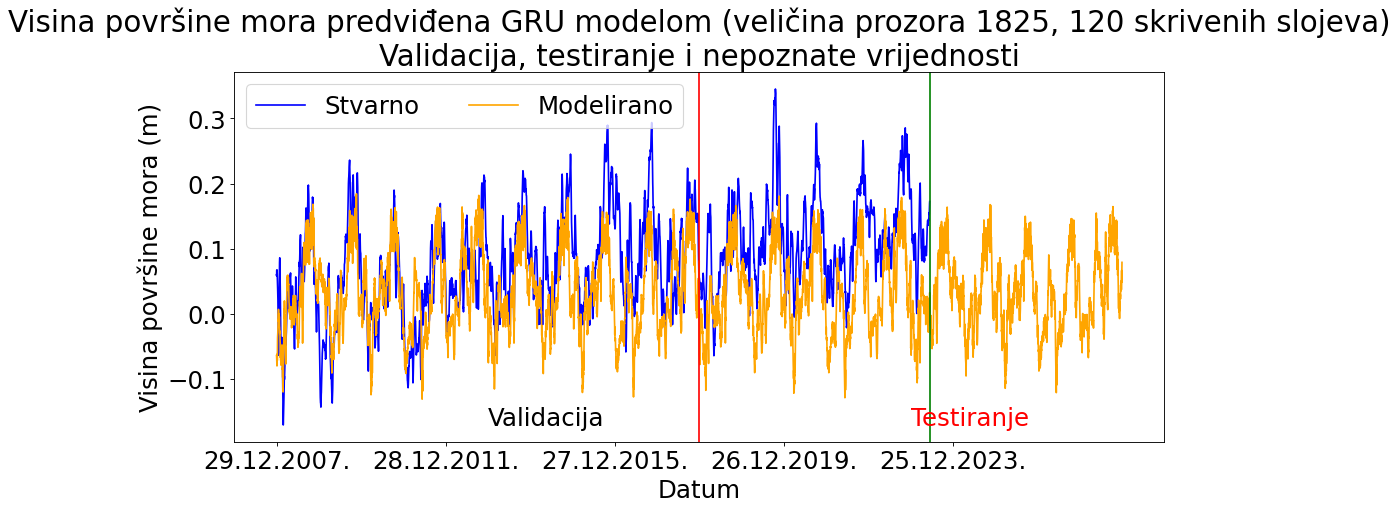 Visina površine mora predviđena GRU modelom (veličina prozora 1825, 120 skrivenih slojeva)
Validacija, testiranje i nepoznate vrijednosti
Stvarno
Modelirano
Visina površine mora (m)
0.3
0.2
0.1
0.0
−0.1
Validacija
Testiranje
29.12.2007.
28.12.2011.
27.12.2015.
26.12.2019.
25.12.2023.
Datum